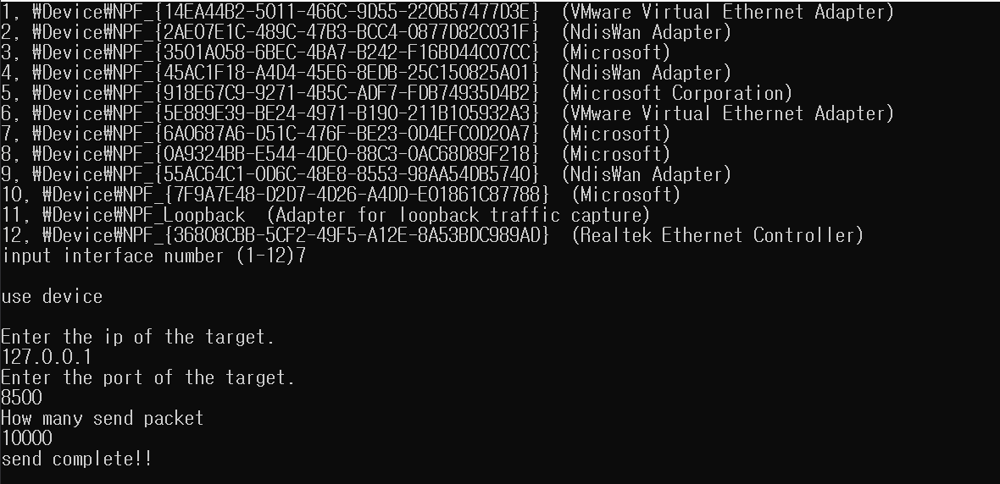 1, ₩Device₩NPF_{14EA44B2-5011-466C-9D55-220B57477D3E}  (VMware Virtual Ethernet Adapter)
2, ₩Device₩NPF_{2AE07E1C-489C-47B3-BCC4-0877D82C031F}  (NdisWan Adapter)
3, ₩Device₩NPF_{3501A058-6BEC-4BA7-B242-F16BD44C07CC}  (Microsoft)
4, ₩Device₩NPF_{45AC1F18-A4D4-45E6-8EDB-25C150825A01}  (NdisWan Adapter)
5, ₩Device₩NPF_{918E67C9-9271-4B5C-ADF7-FDB74935D4B2}  (Microsoft Corporation)
6, ₩Device₩NPF_{5E889E39-BE24-4971-B190-211B105932A3}  (VMware Virtual Ethernet Adapter)
7, ₩Device₩NPF_{6A0687A6-D51C-476F-BE23-0D4EFC0D20A7}  (Microsoft)
8, ₩Device₩NPF_{0A9324BB-E544-4DE0-88C3-0AC68D89F218}  (Microsoft)
9, ₩Device₩NPF_{55AC64C1-0D6C-48E8-8553-98AA54DB5740}  (NdisWan Adapter)
10, ₩Device₩NPF_{7F9A7E48-D2D7-4D26-A4DD-E01861C87788}  (Microsoft)
11, ₩Device₩NPF_Loopback  (Adapter for loopback traffic capture)
12, ₩Device₩NPF_{36808CBB-5CF2-49F5-A12E-8A53BDC989AD}  (Realtek Ethernet Controller)
input interface number (1-12)7
use device
Enter the ip of the target.
127.0.0.1
Enter the port of the target.
8500
How many send packet
10000
send complete!!